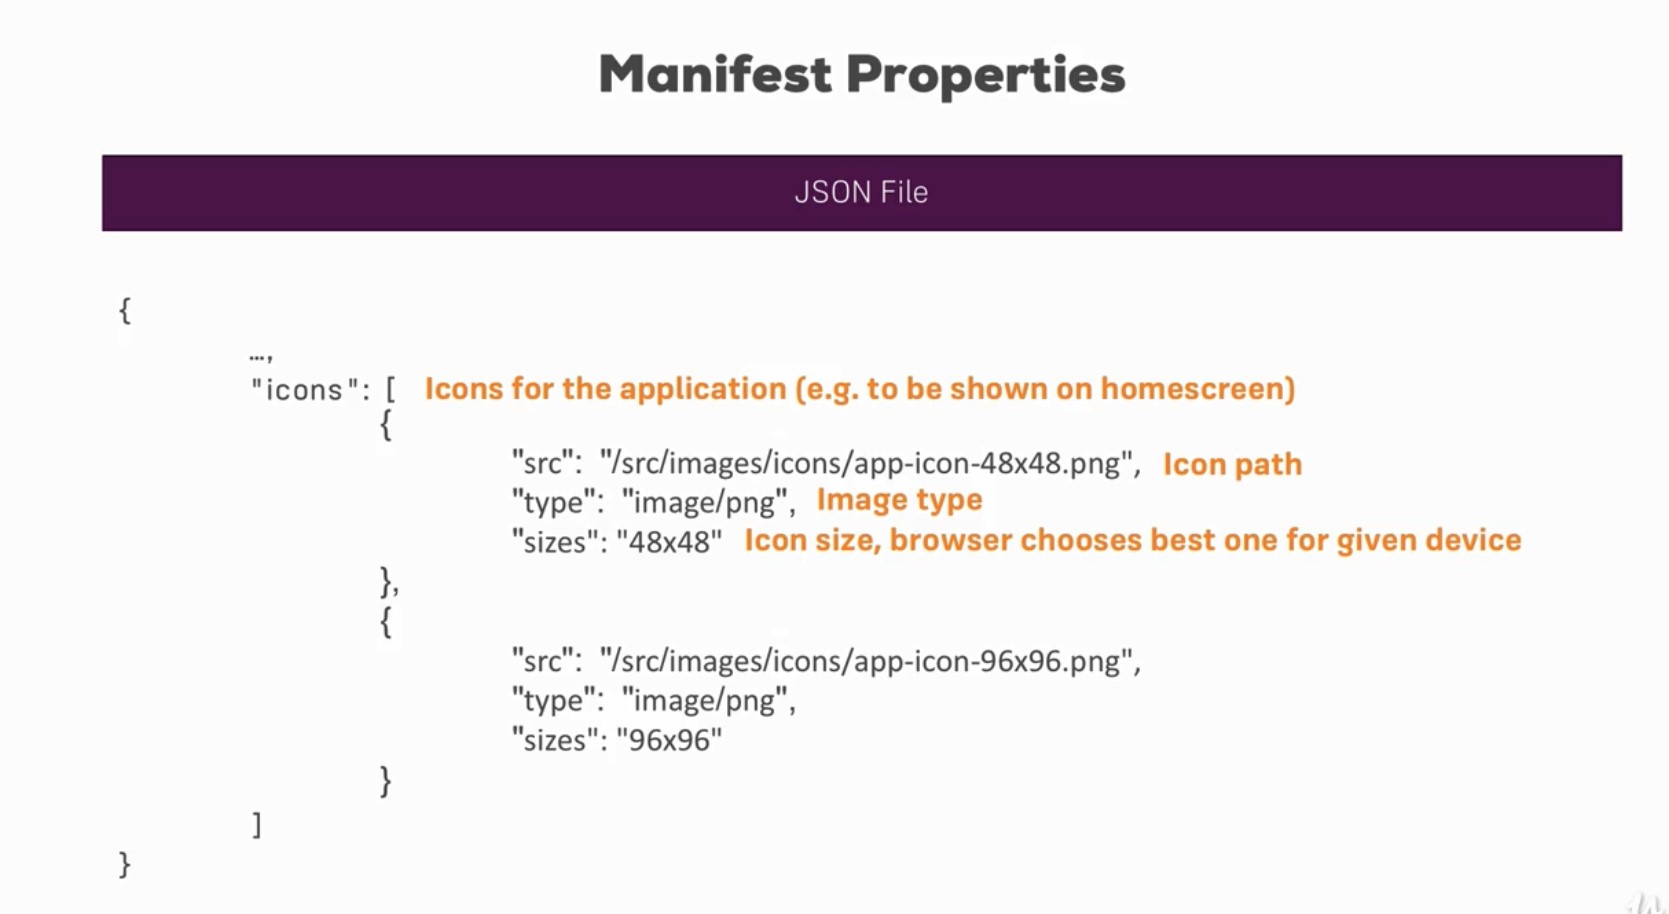 Manifest Properties
JSON File
{
…,
"icons": [ Icons for the application (e.g. to be shown on homescreen)
{
"src": "/src/images/icons/app-icon-48x48.png", Icon path
"type": "image/png", Image type
"sizes": "48x48" Icon size, browser chooses best one for given device
},
{
"src": "/src/images/icons/app-icon-96x96.png",
"type": "image/png",
"sizes": "96x96"
}
]
}